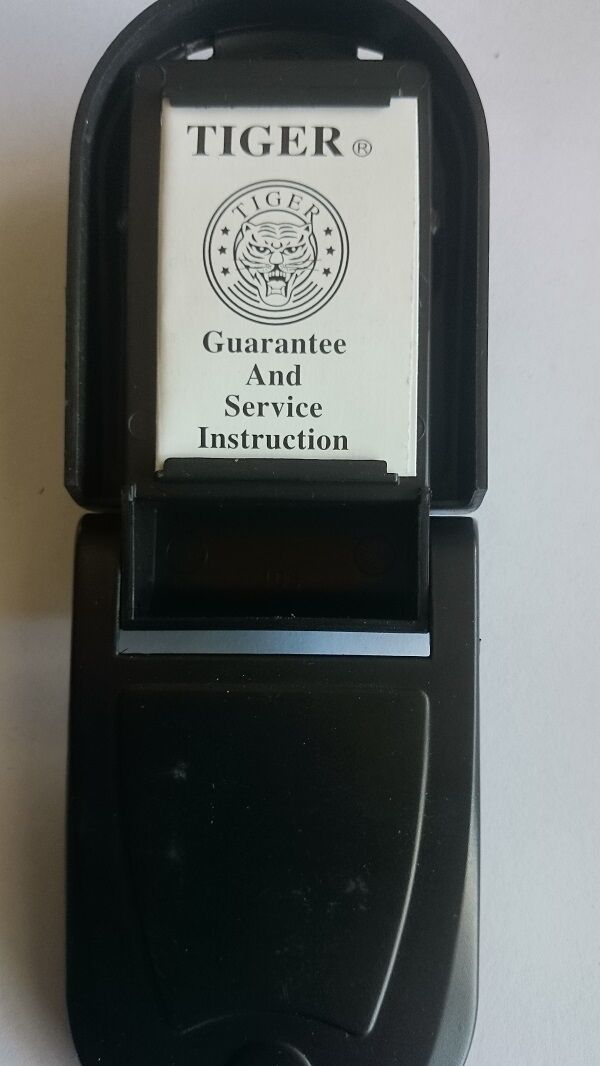 TIGER ®
TIGER
Guarantee
And
Service
Instruction